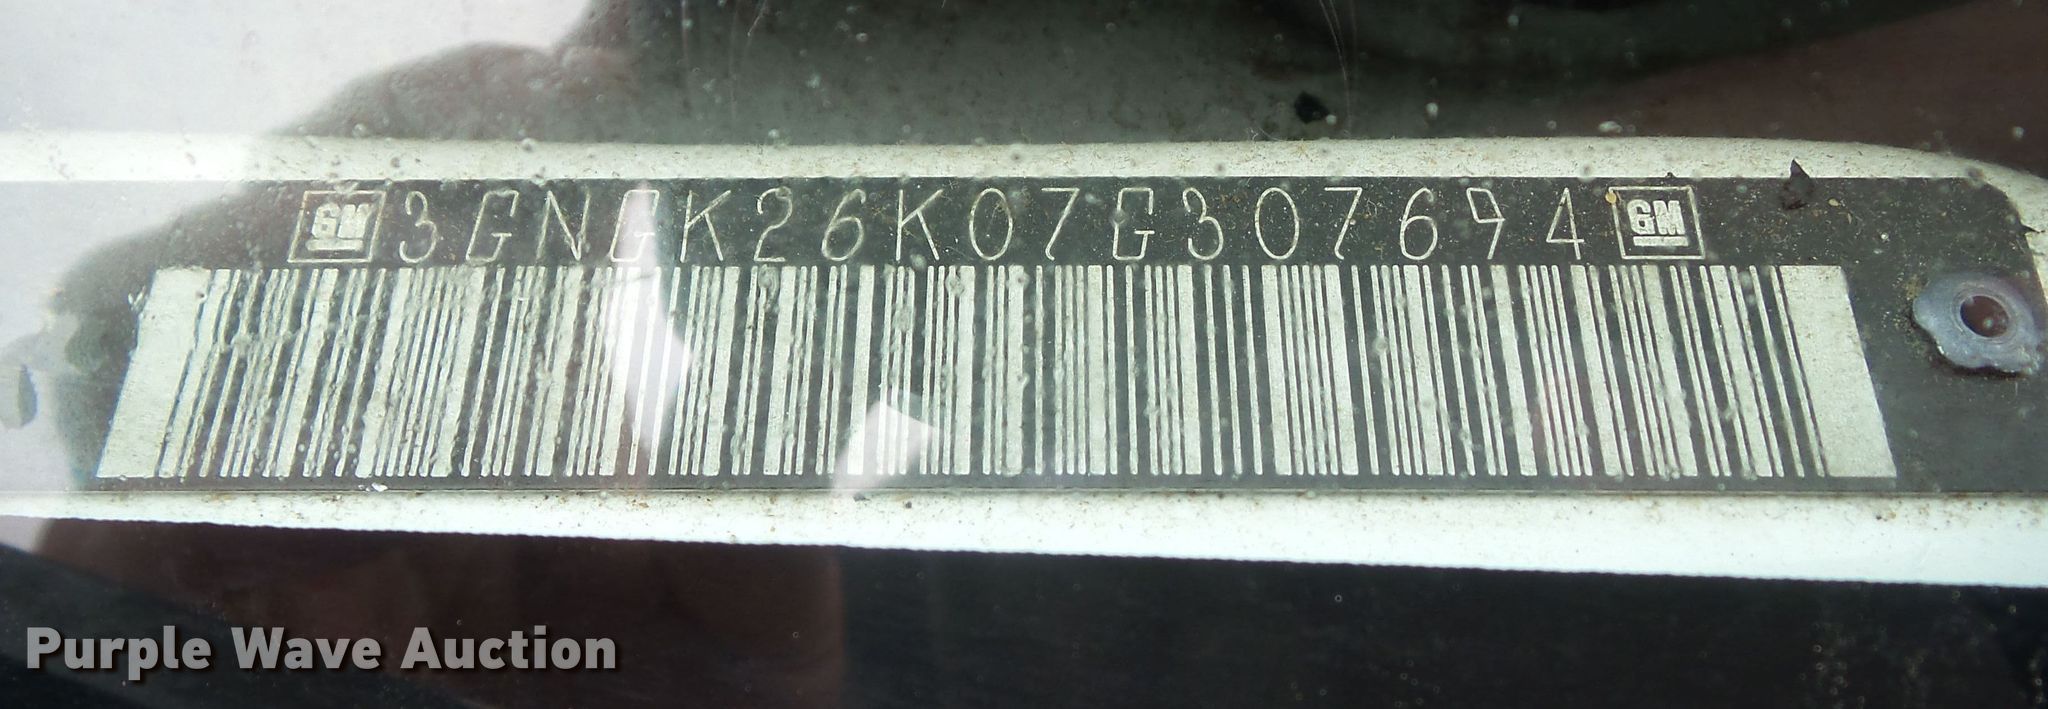 GM 3GNGK26K07G307694 GM
Purple Wave Auction